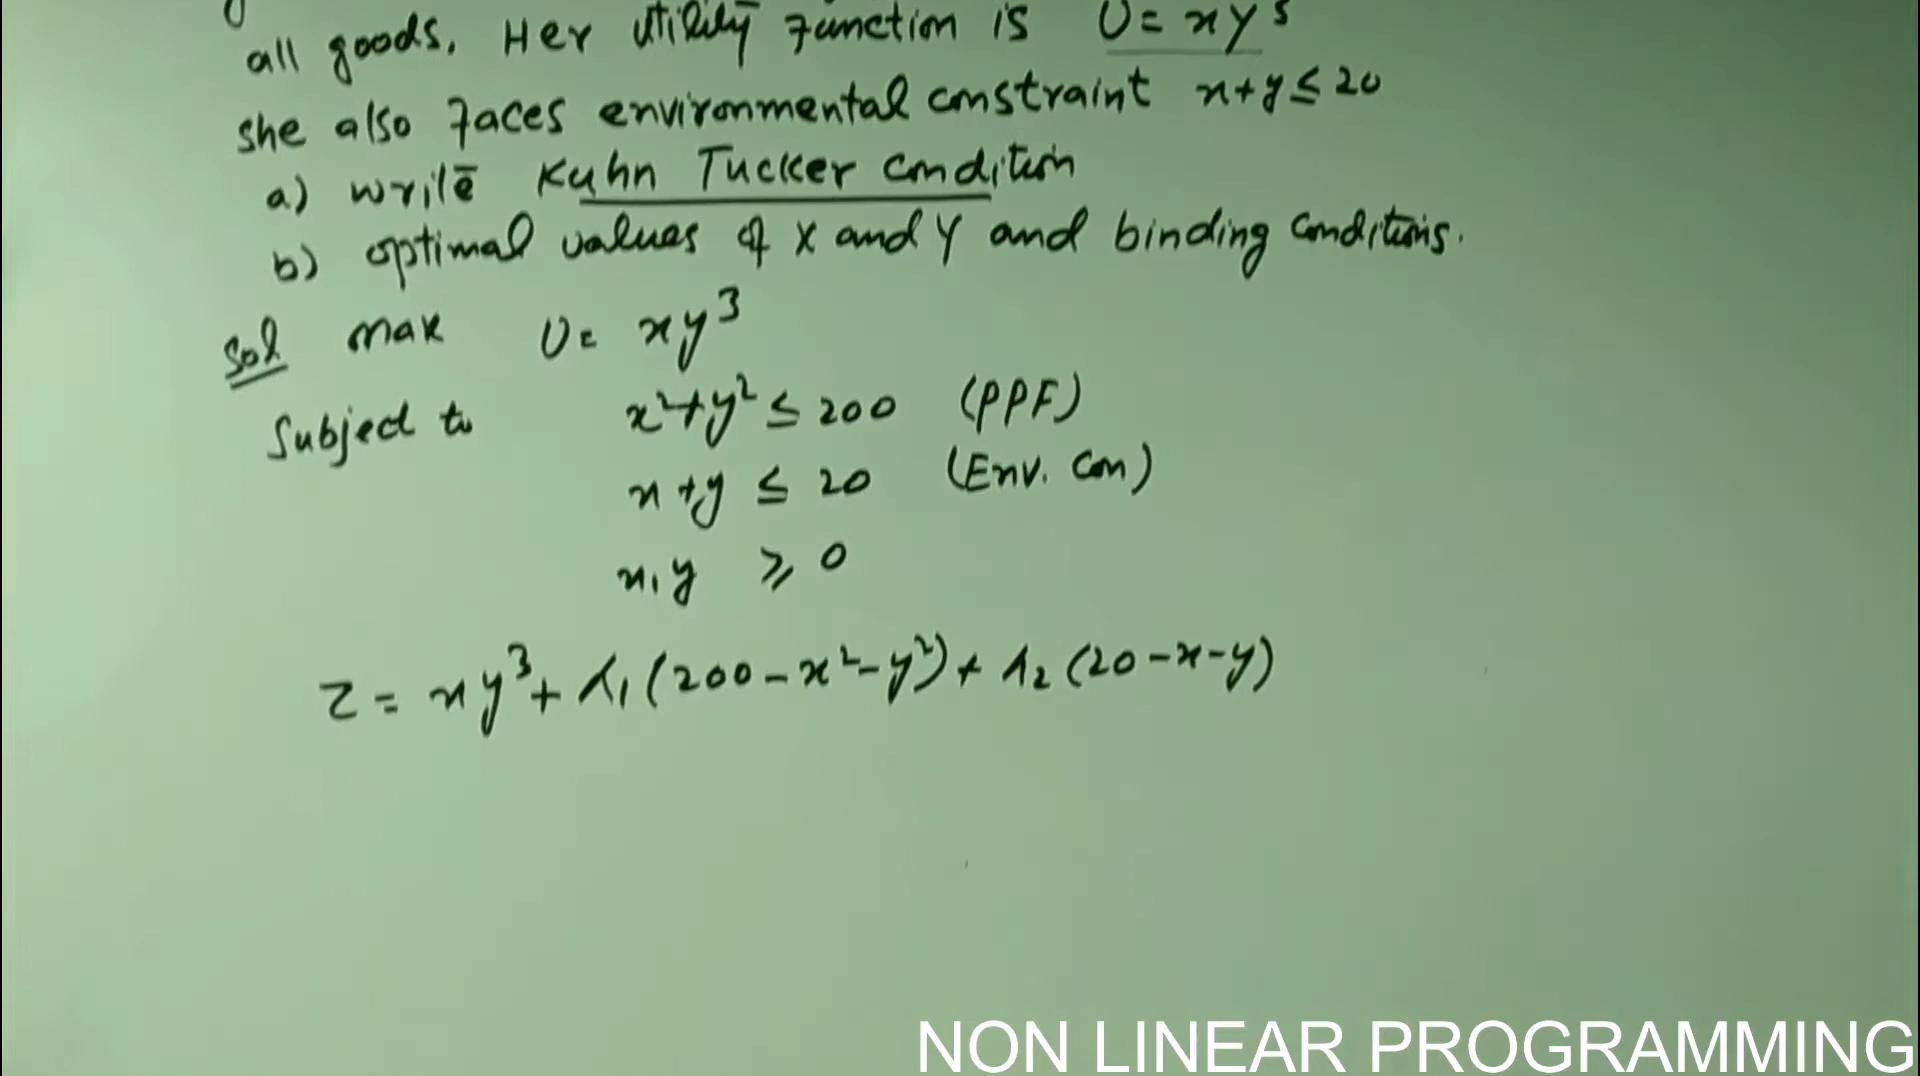 all goods. Her utility function is U = xy³
she also faces environmental constraint x+y ≤ 20
a) write Kuhn Tucker condition
b) optimal values of X and Y and binding conditions.
Sol max U = xy³
Subject to x²+y² ≤ 200 (PPF)
x+y ≤ 20 (Env. Con)
x, y ≥ 0
Z = xy³ + λ₁(200-x²-y²) + λ₂(20-x-y)
NON LINEAR PROGRAMMING